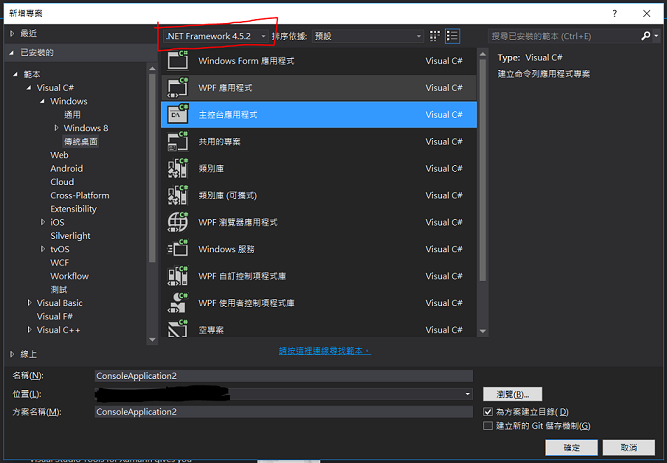 新增專案
? ×
▷ 最近
.NET Framework 4.5.2 排序依據: 預設
搜尋已安裝的範本 (Ctrl+E)
◢ 已安裝的
◢ 範本
◢ Visual C#
◢ Windows
通用
▷ Windows 8
傳統桌面
Web
Android
Cloud
Cross-Platform
Extensibility
▷ iOS
Silverlight
▷ tvOS
WCF
Workflow
測試
▷ Visual Basic
Visual F#
▷ Visual C++
▷ 線上
Windows Form 應用程式 Visual C#
WPF 應用程式 Visual C#
主控台應用程式 Visual C#
共用的專案 Visual C#
類別庫 Visual C#
類別庫 (可攜式) Visual C#
WPF 瀏覽器應用程式 Visual C#
Windows 服務 Visual C#
WPF 自訂控制項程式庫 Visual C#
WPF 使用者控制項程式庫 Visual C#
空專案 Visual C#
請按這裡連線尋找範本。
Type: Visual C#
建立命令列應用程式專案
名稱(N): ConsoleApplication2
位置(L): 瀏覽(B)...
方案名稱(M): ConsoleApplication2
為方案建立目錄( D)
建立新的 Git 儲存機制(G)
確定 取消
Visual Studio Tools for Xamarin gives you